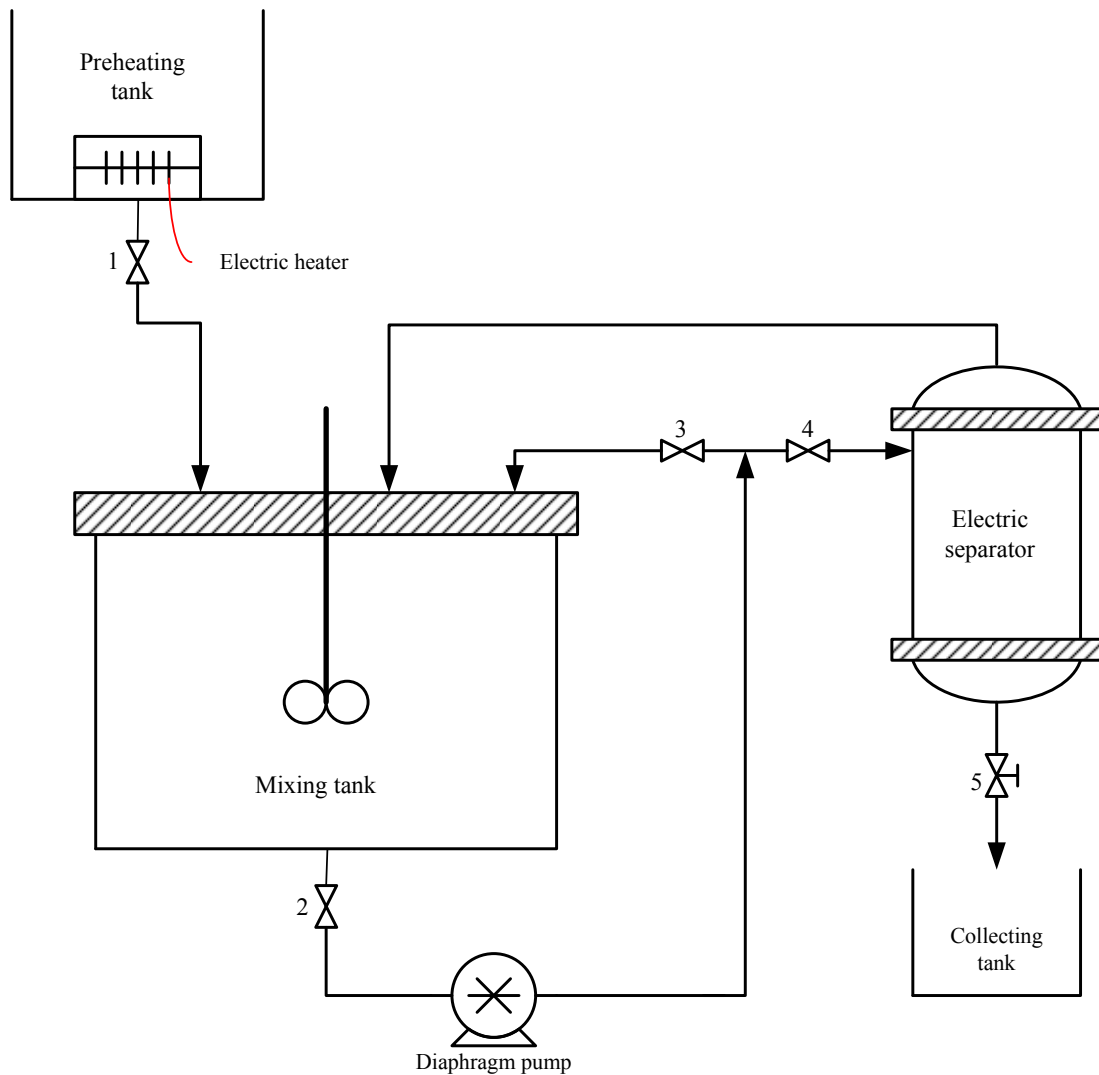 Preheating
tank
1
Electric heater
3
4
Electric
separator
Mixing tank
5
2
Collecting
tank
Diaphragm pump